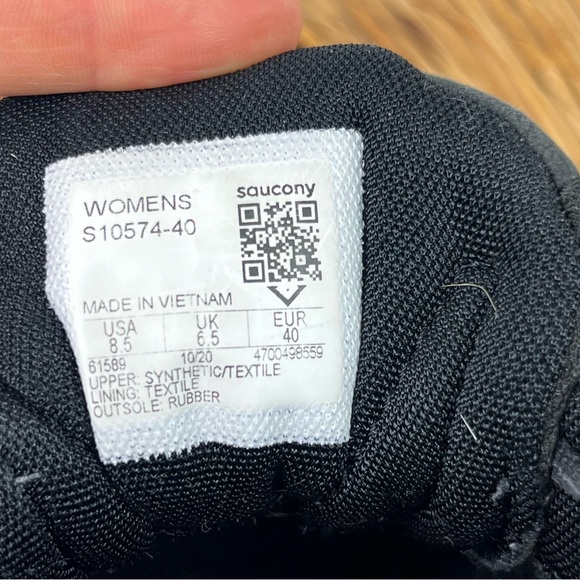 saucony
WOMENS
S10574-40
MADE IN VIETNAM
USA UK EUR
8.5 6.5 40
61589 10/20 4700498559
UPPER: SYNTHETIC/TEXTILE
LINING: TEXTILE
OUTSOLE: RUBBER